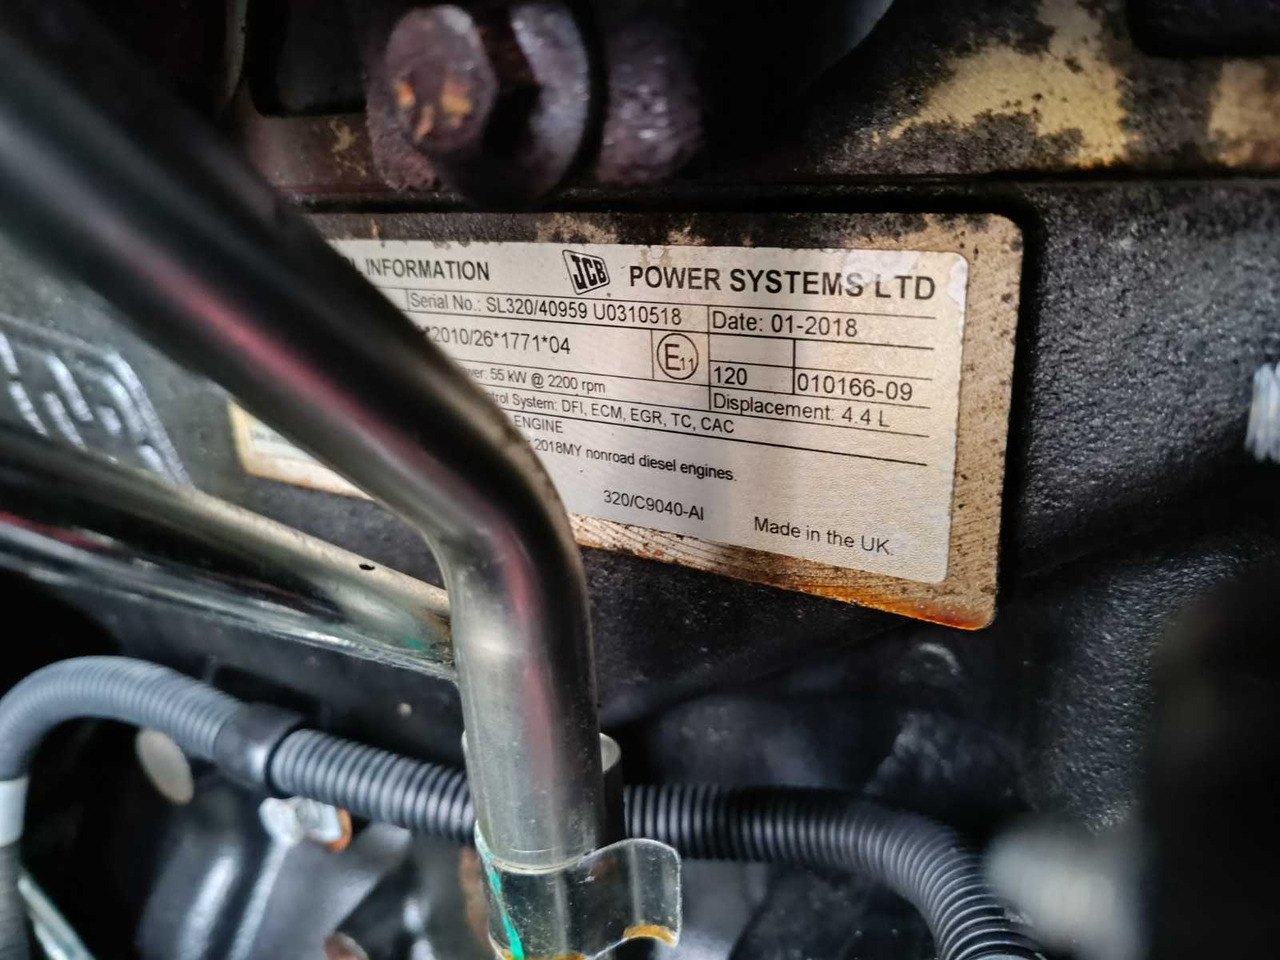 INFORMATION JCB POWER SYSTEMS LTD
Serial No.: SL320/40959 U0310518 Date: 01-2018
*2010/26*1771*04 E11
120 010166-09
55 kW @ 2200 rpm Displacement: 4.4 L
System: DFI, ECM, EGR, TC, CAC
ENGINE
2018MY nonroad diesel engines.
320/C9040-AI Made in the UK.